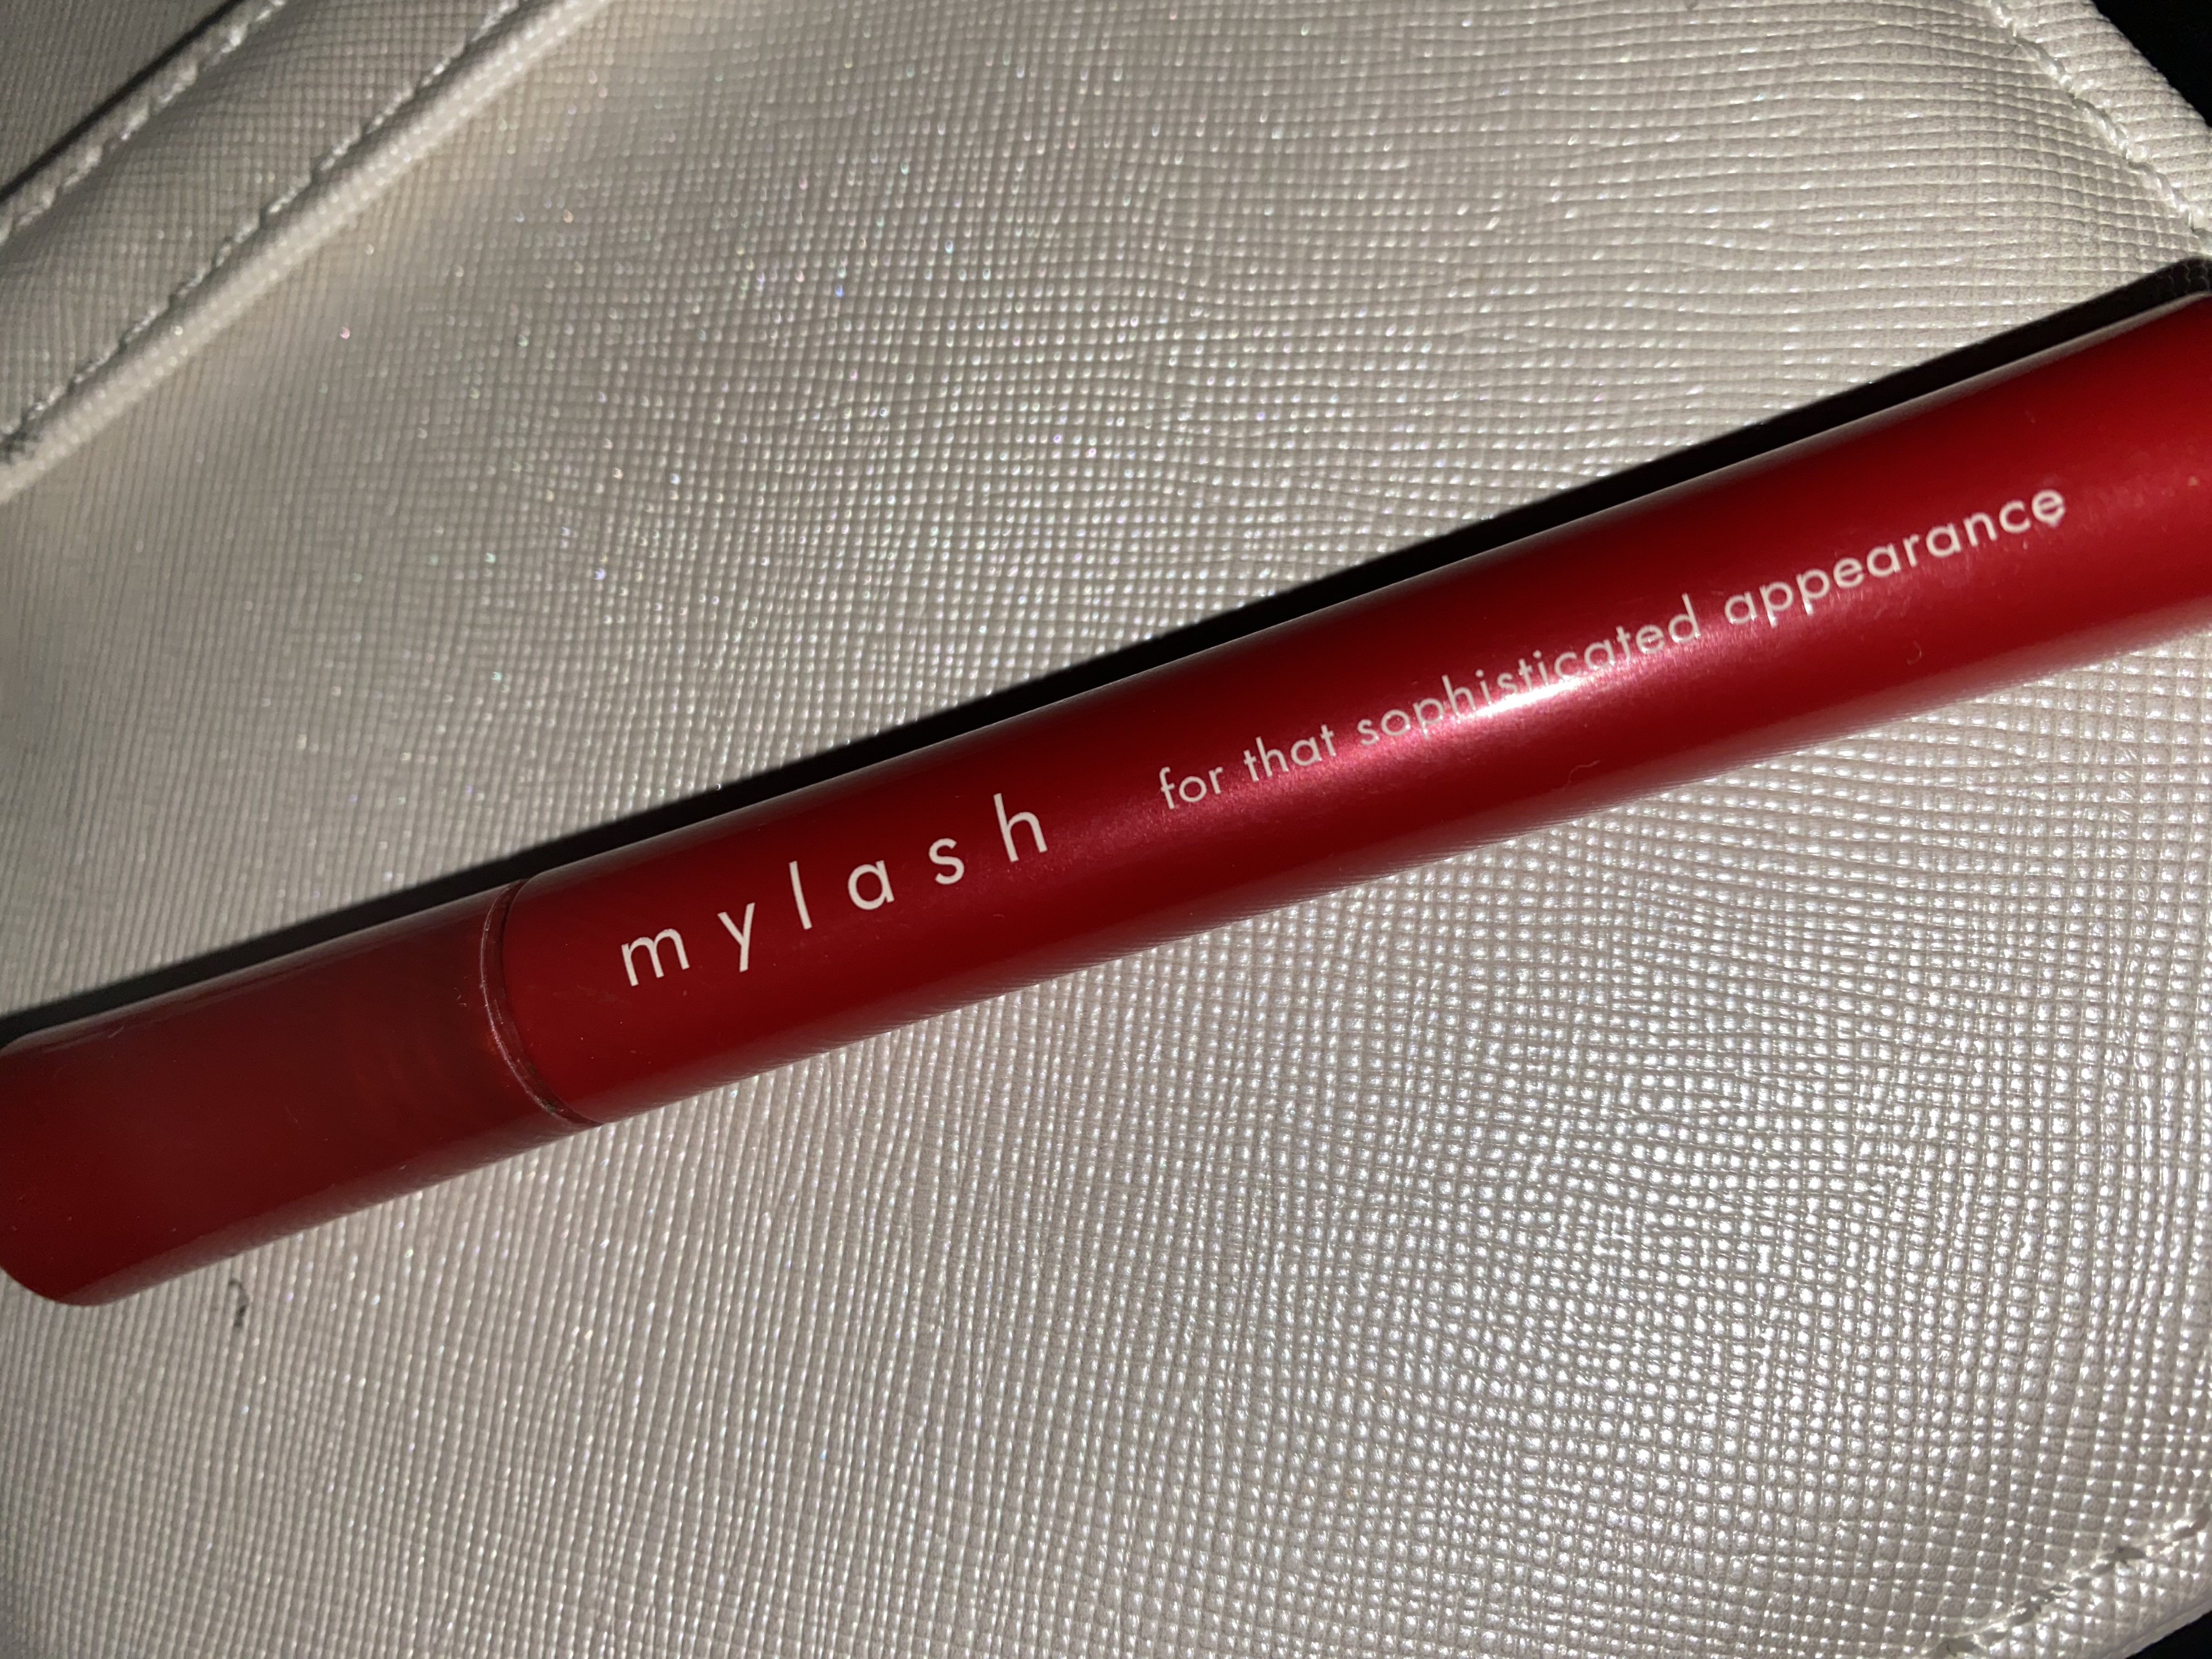 mylash for that sophisticated appearance